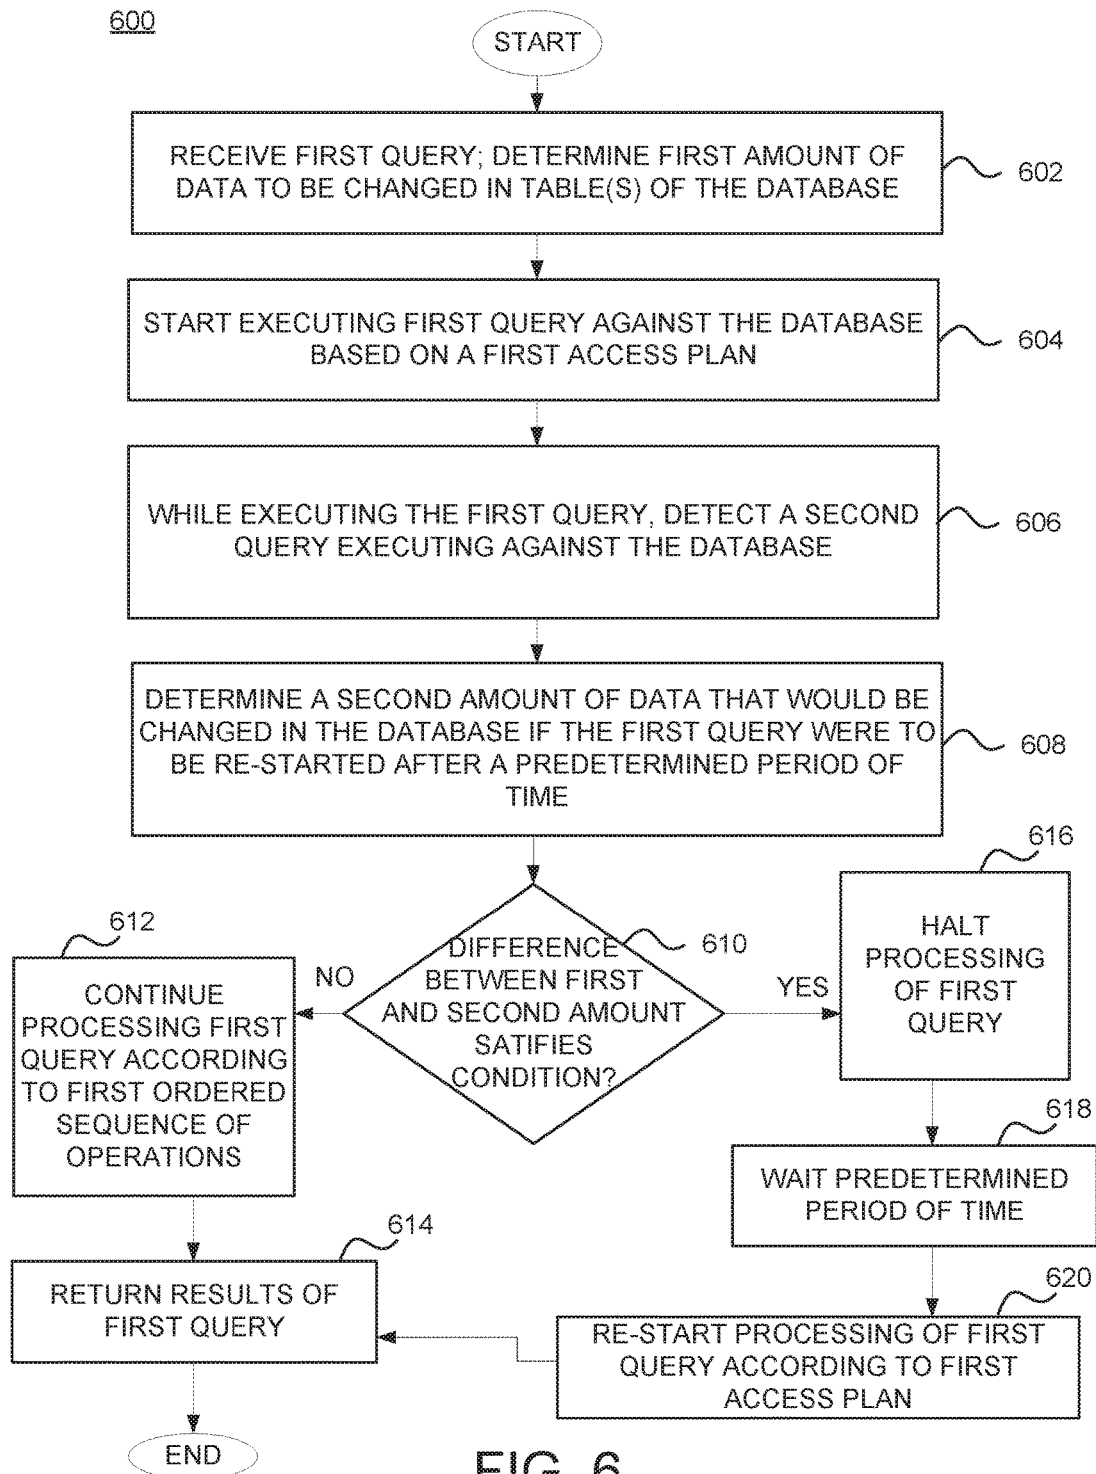 600
START
RECEIVE FIRST QUERY; DETERMINE FIRST AMOUNT OF
DATA TO BE CHANGED IN TABLE(S) OF THE DATABASE
602
START EXECUTING FIRST QUERY AGAINST THE DATABASE
BASED ON A FIRST ACCESS PLAN
604
WHILE EXECUTING THE FIRST QUERY, DETECT A SECOND
QUERY EXECUTING AGAINST THE DATABASE
606
DETERMINE A SECOND AMOUNT OF DATA THAT WOULD BE
CHANGED IN THE DATABASE IF THE FIRST QUERY WERE TO
BE RE-STARTED AFTER A PREDETERMINED PERIOD OF
TIME
608
DIFFERENCE
BETWEEN FIRST
AND SECOND AMOUNT
SATIFIES
CONDITION?
610
NO
YES
612
CONTINUE
PROCESSING FIRST
QUERY ACCORDING
TO FIRST ORDERED
SEQUENCE OF
OPERATIONS
616
HALT
PROCESSING
OF FIRST
QUERY
618
WAIT PREDETERMINED
PERIOD OF TIME
614
RETURN RESULTS OF
FIRST QUERY
620
RE-START PROCESSING OF FIRST
QUERY ACCORDING TO FIRST
ACCESS PLAN
END
FIG. 6